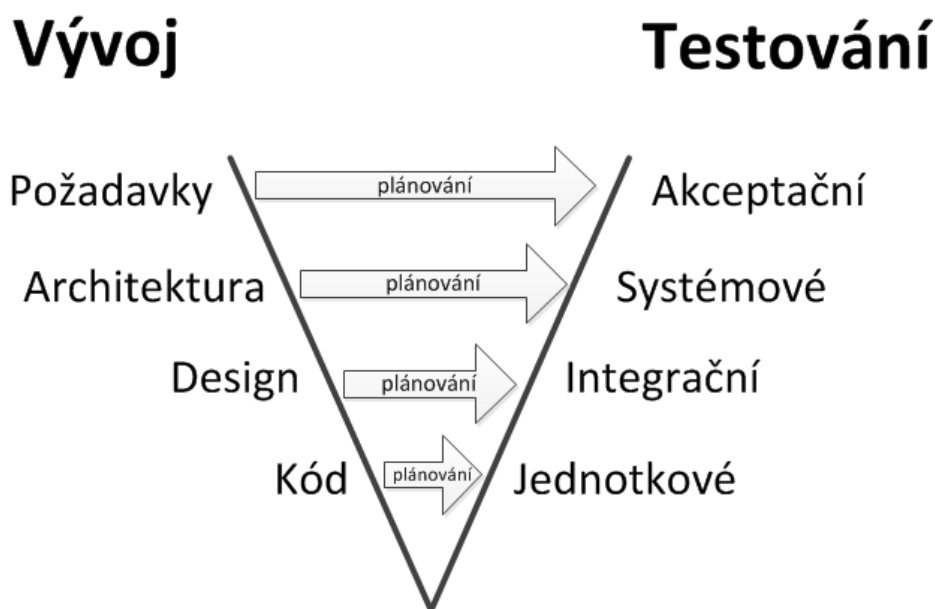 Vývoj
Testování
Požadavky
plánování
Akceptační
Architektura
plánování
Systémové
Design
plánování
Integrační
Kód
plánování
Jednotkové